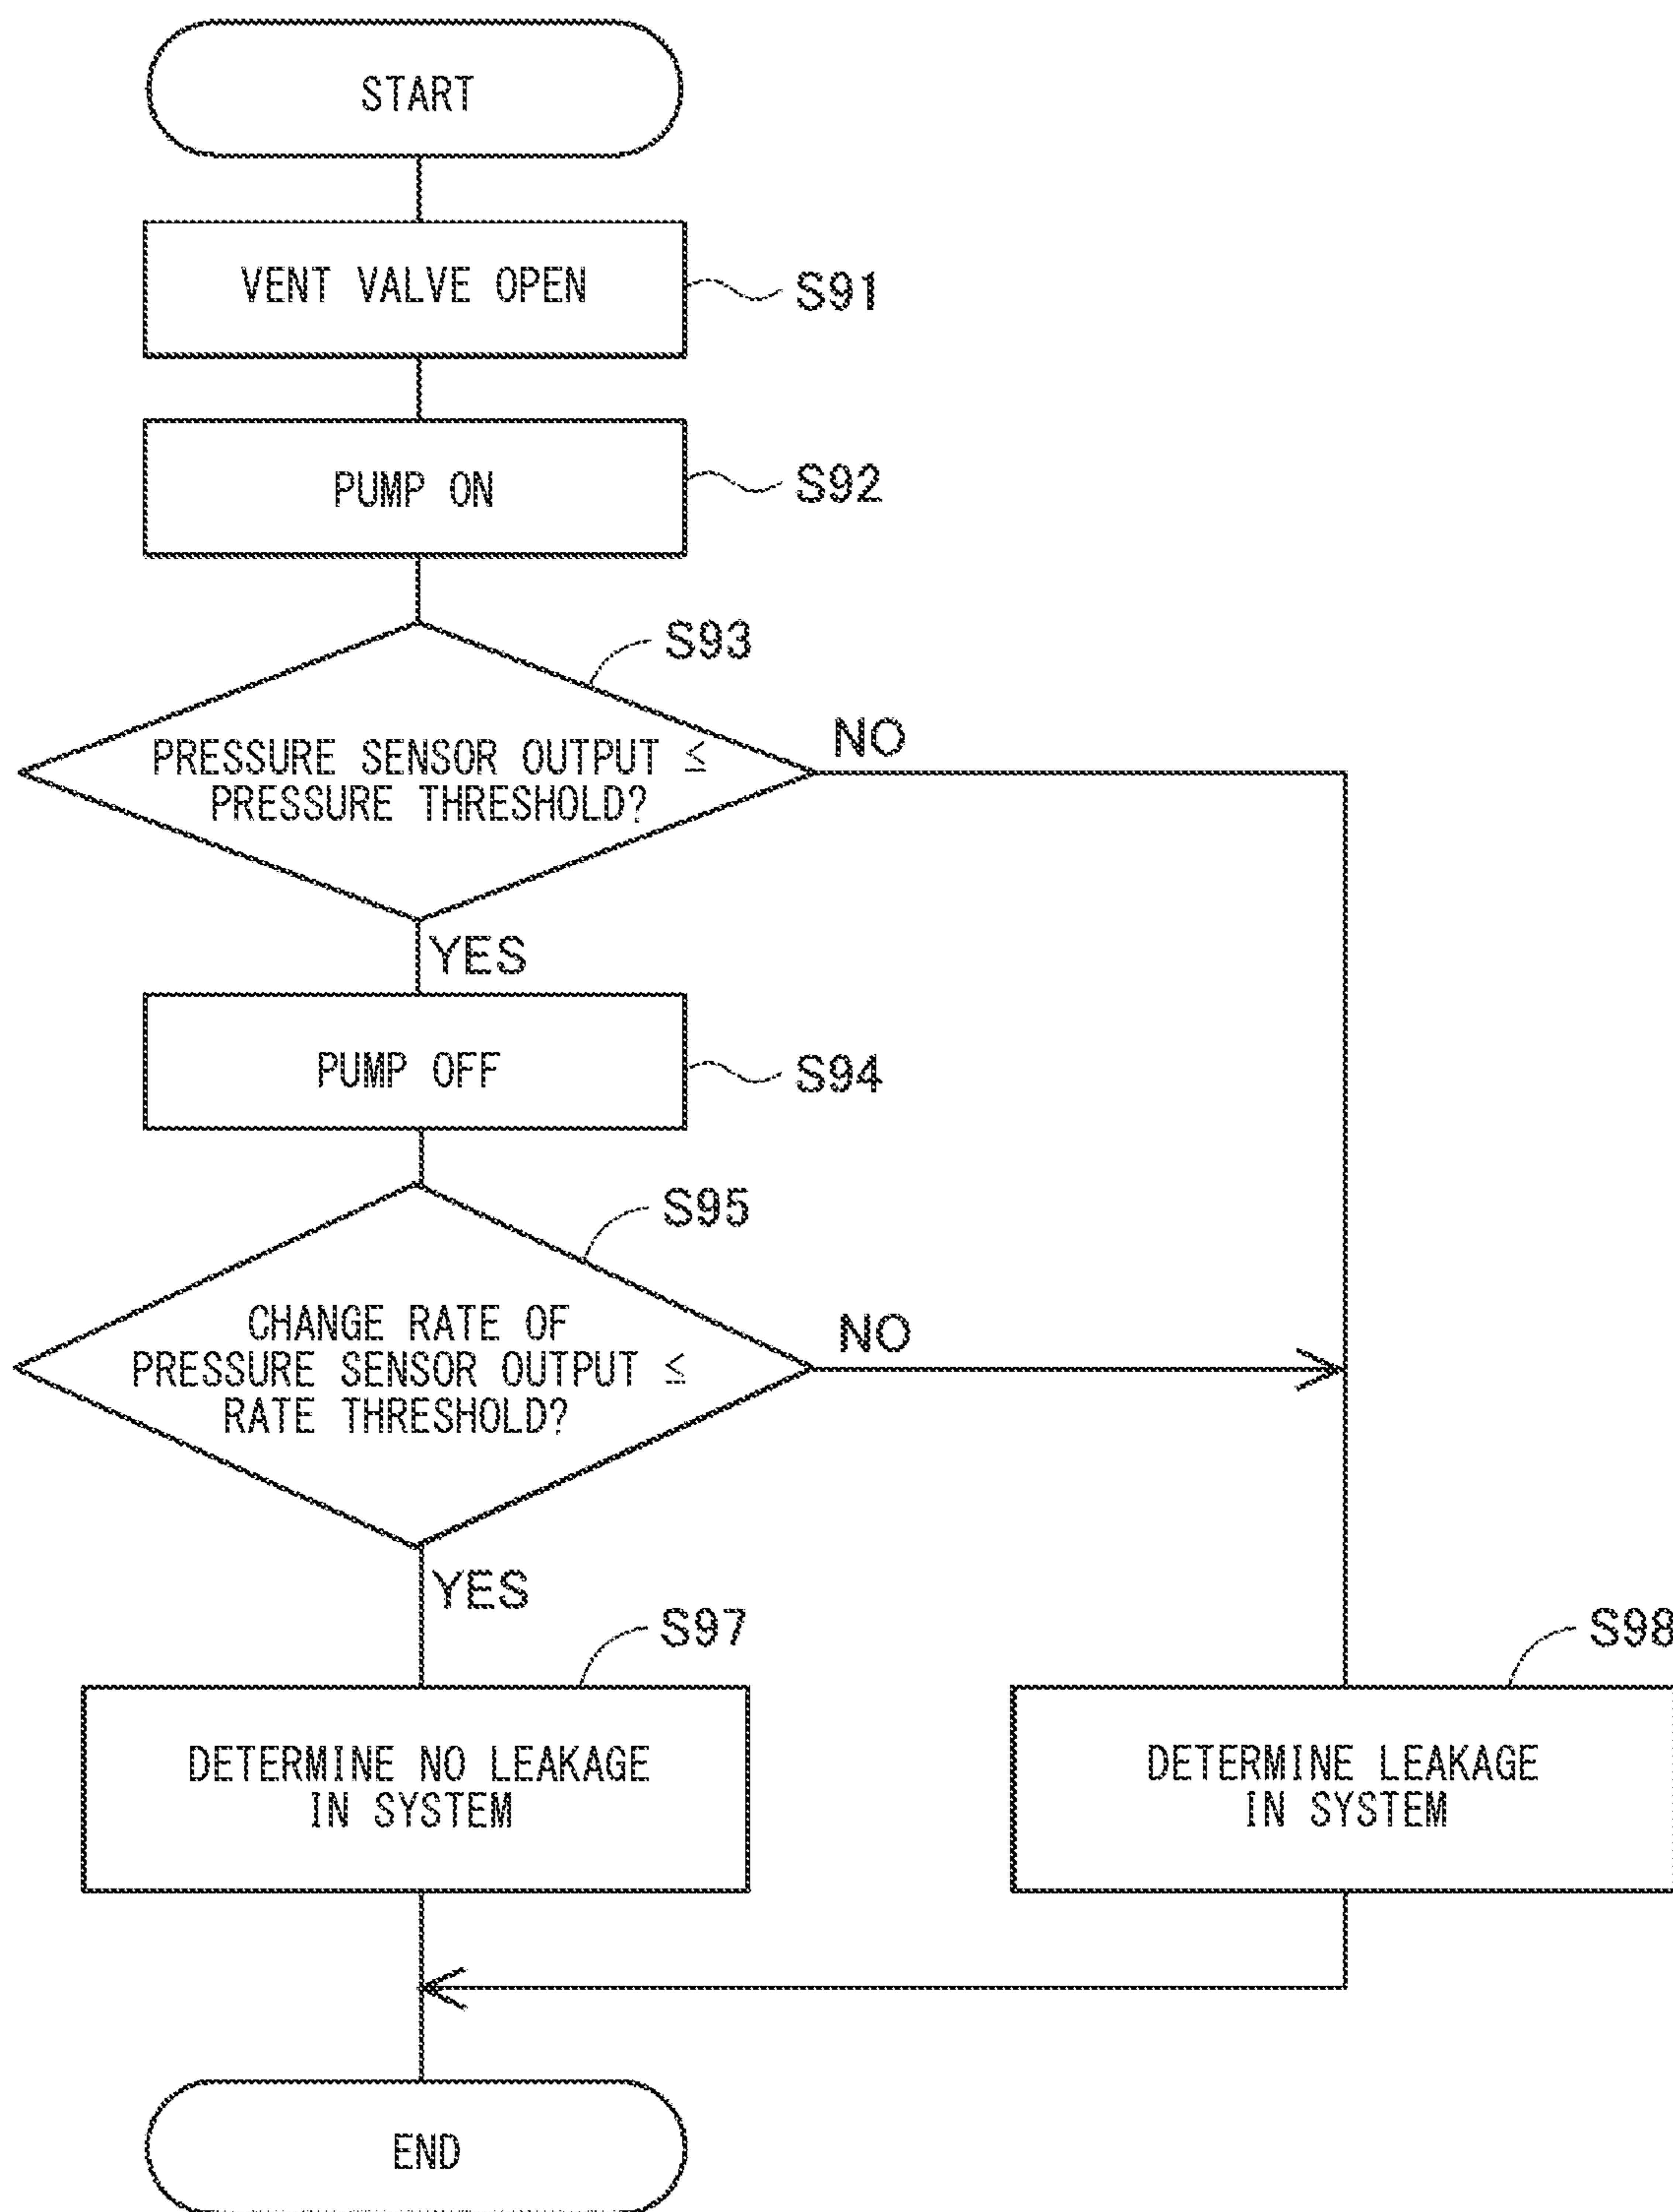 START
VENT VALVE OPEN
S91
PUMP ON
S92
S93
PRESSURE SENSOR OUTPUT ≤
PRESSURE THRESHOLD?
NO
YES
PUMP OFF
S94
S95
CHANGE RATE OF
PRESSURE SENSOR OUTPUT ≤
RATE THRESHOLD?
NO
YES
S97
DETERMINE NO LEAKAGE
IN SYSTEM
S98
DETERMINE LEAKAGE
IN SYSTEM
END